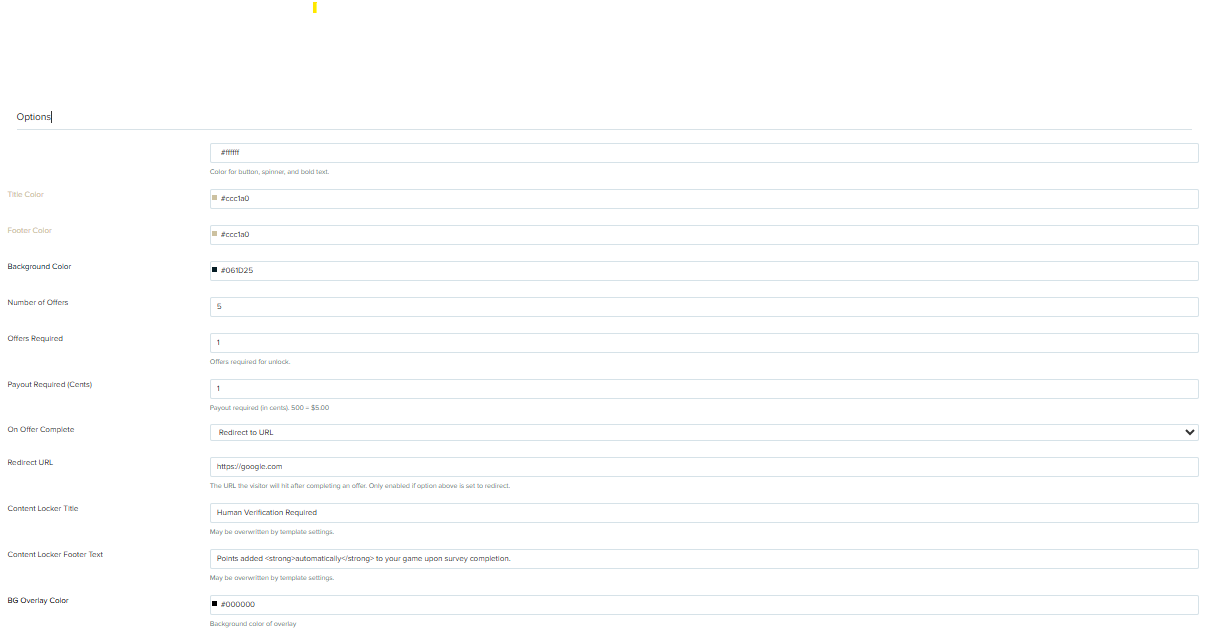 Options
#ffffff
Color for button, spinner, and bold text.
Title Color
#ccc1a0
Footer Color
#ccc1a0
Background Color
#061D25
Number of Offers
5
Offers Required
1
Offers required for unlock.
Payout Required (Cents)
1
Payout required (in cents). 500 = $5.00
On Offer Complete
Redirect to URL
Redirect URL
https://google.com
The URL the visitor will hit after completing an offer. Only enabled if option above is set to redirect.
Content Locker Title
Human Verification Required
May be overwritten by template settings.
Content Locker Footer Text
Points added <strong>automatically</strong> to your game upon survey completion.
May be overwritten by template settings.
BG Overlay Color
#000000
Background color of overlay